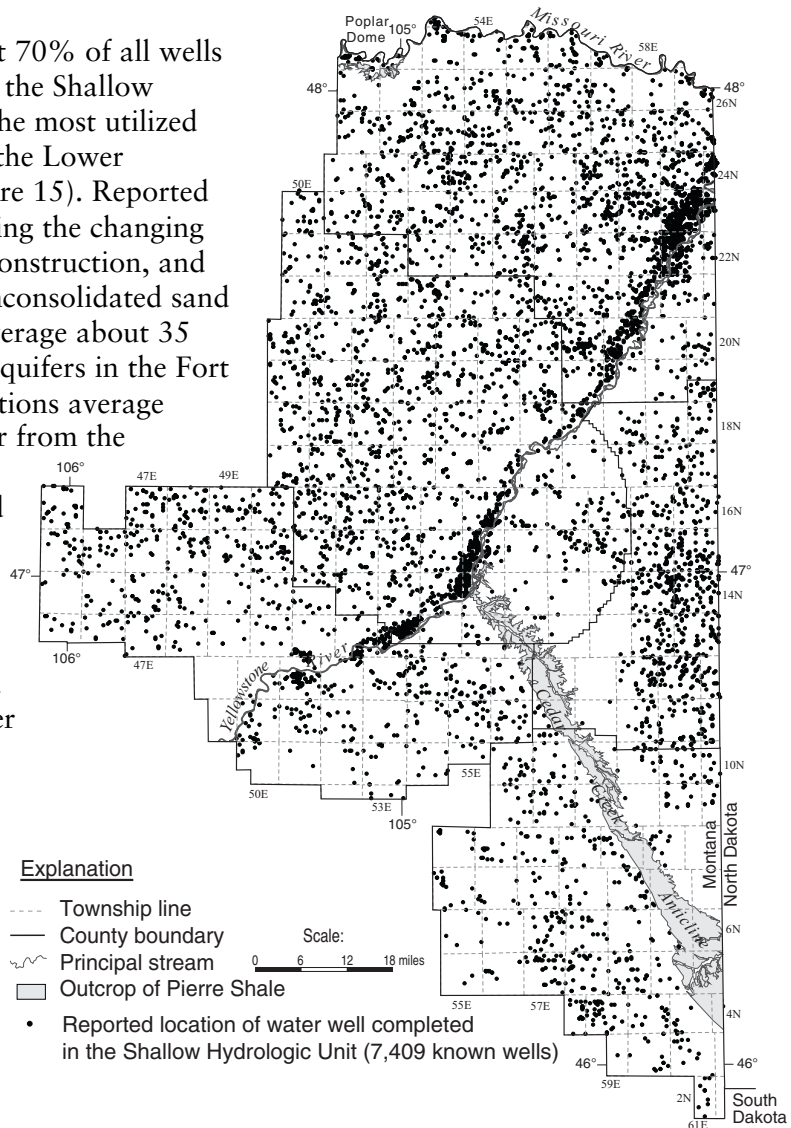 t 70% of all wells
the Shallow
he most utilized
the Lower
re 15). Reported
ing the changing
onstruction, and
nconsolidated sand
verage about 35
quifers in the Fort
tions average
r from the
er
Poplar
Dome
105°
54E
Missouri River
58E
48°
48°
26N
50E
24N
22N
20N
18N
106°
47E
49E
16N
47°
47°
14N
106°
47E
Yellowstone River
Cedar Creek Anticline
10N
50E
53E
55E
105°
Montana
North Dakota
6N
4N
55E
57E
46°
46°
59E
2N
61E
South
Dakota
Explanation
Township line
County boundary
Principal stream
Outcrop of Pierre Shale
Scale:
0 6 12 18 miles
• Reported location of water well completed
in the Shallow Hydrologic Unit (7,409 known wells)